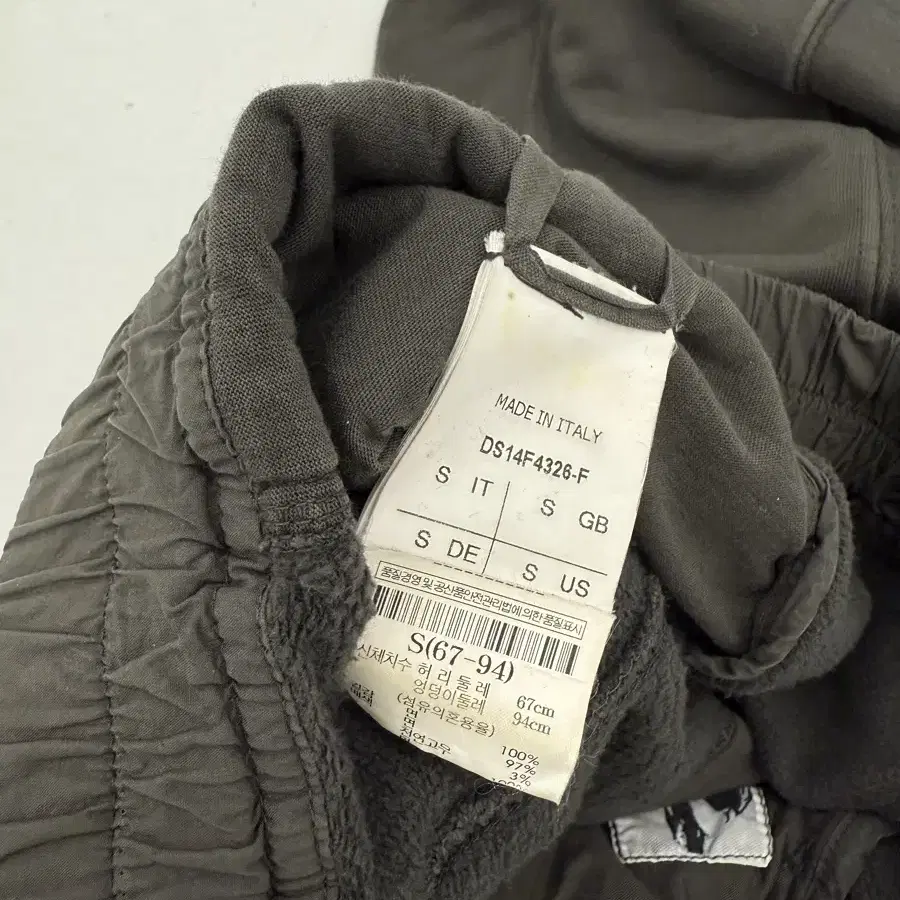 MADE IN ITALY
DS14F4326-F
S IT S GB
S DE S US
품질경영 및 공산품안전관리법에 의한 품질표시
S(67-94)
신체치수 허리둘레 67cm
엉덩이둘레 94cm
(섬유의혼용율)
면 100%
면 97%
3%